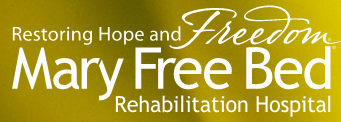 Restoring Hope and Freedom®
Mary Free Bed
Rehabilitation Hospital